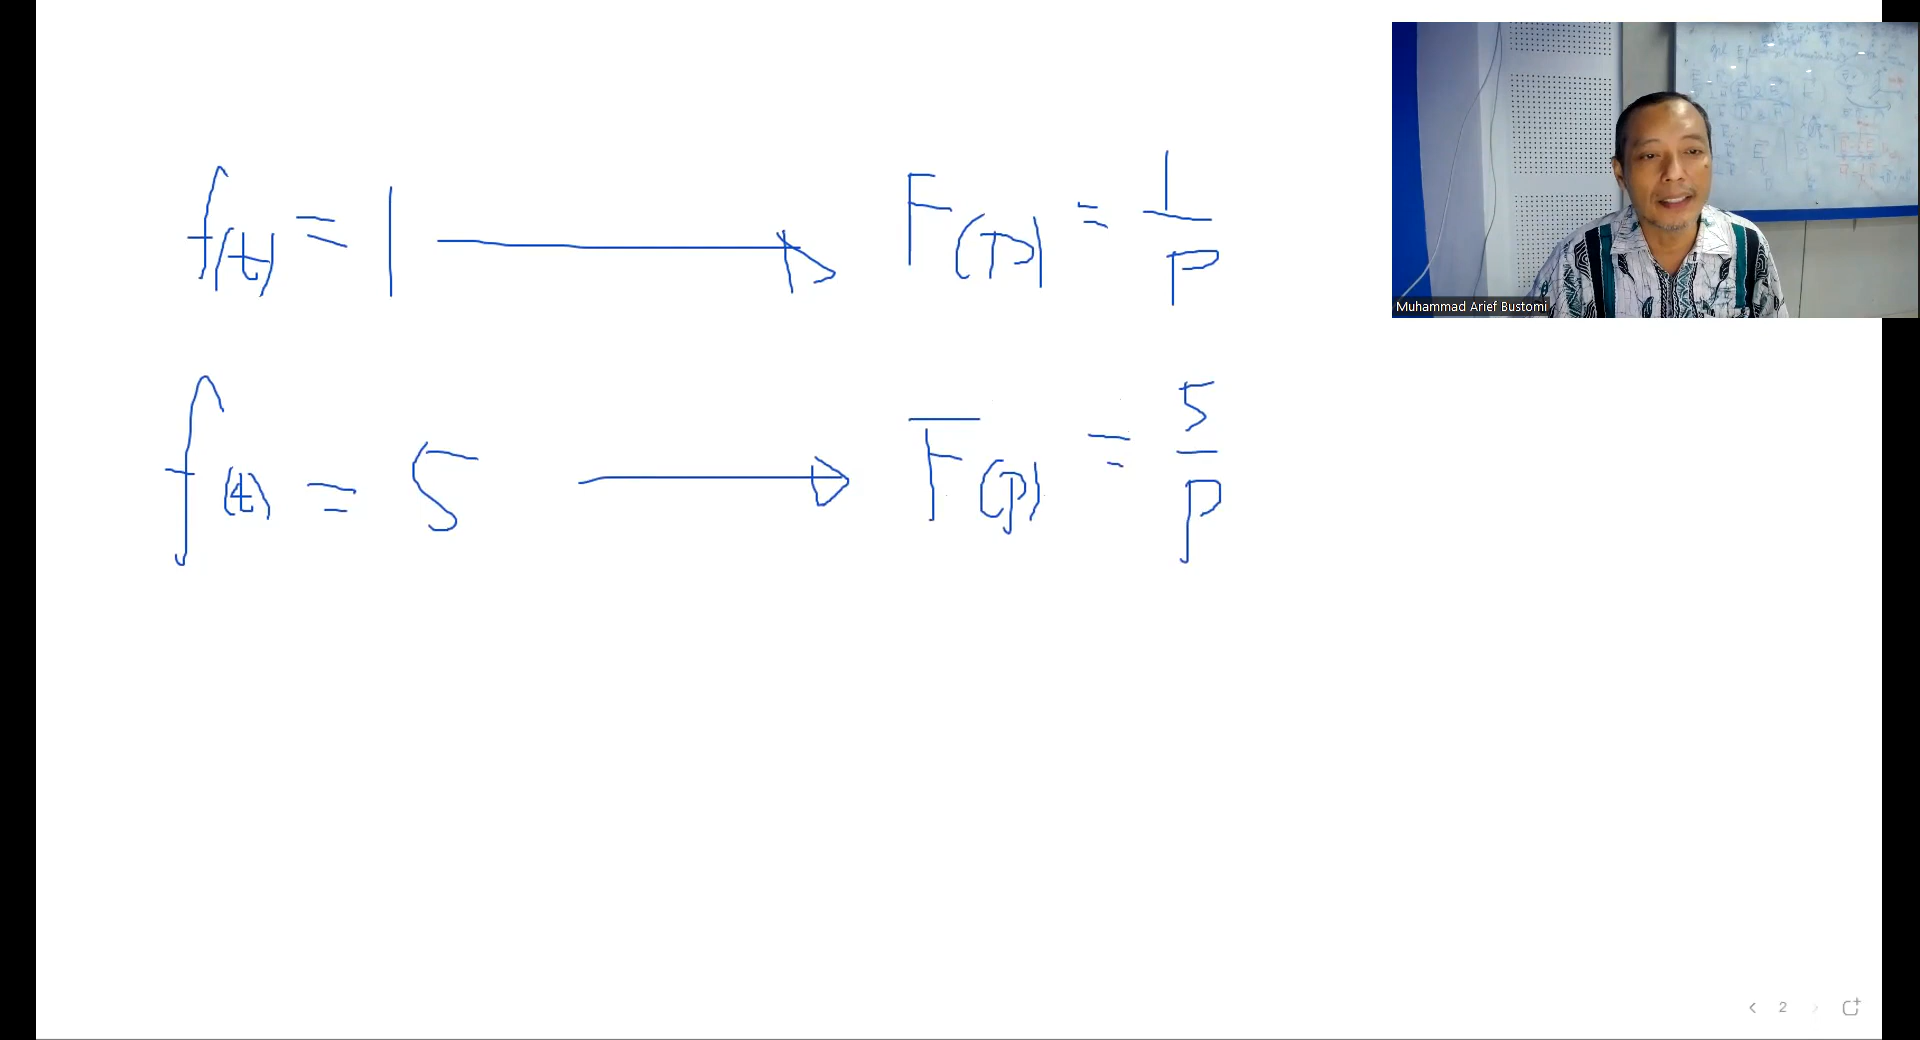 f(t) = 1 → F(p) = 1/p
Muhammad Arief Bustomi
f(t) = 5 → F(p) = 5/p
2